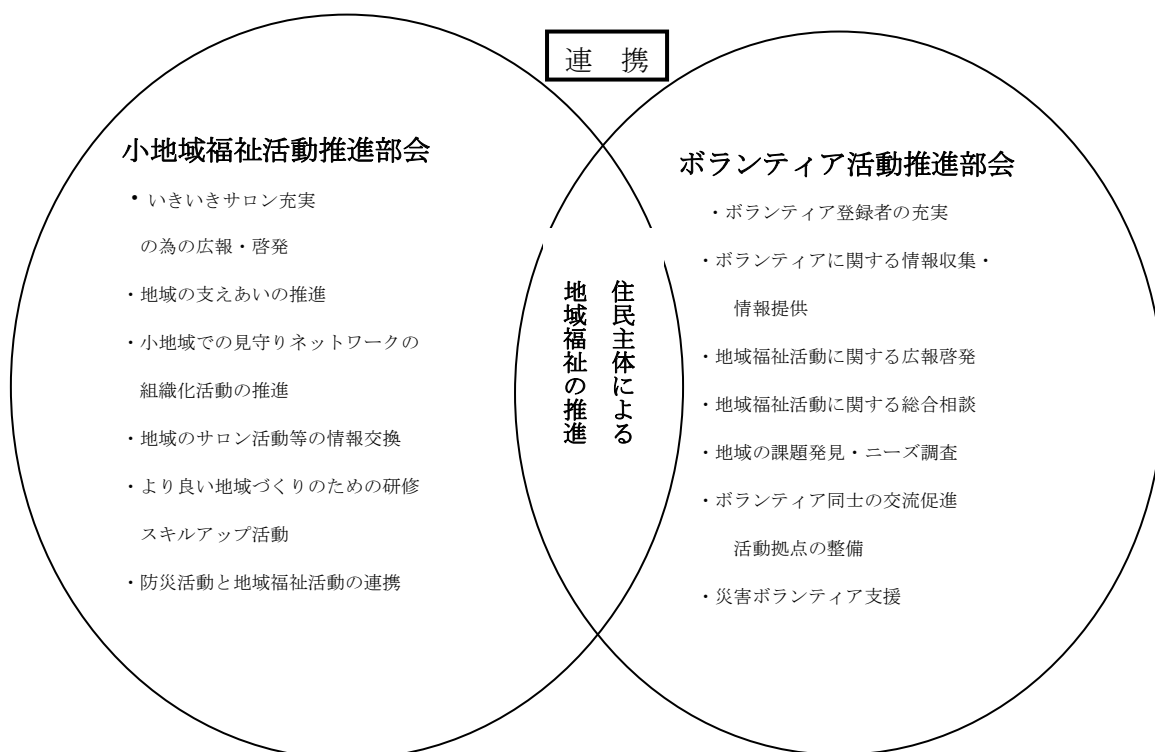 連　携
小地域福祉活動推進部会
・いきいきサロン充実
の為の広報・啓発
・地域の支えあいの推進
・小地域での見守りネットワークの
組織化活動の推進
・地域のサロン活動等の情報交換
・より良い地域づくりのための研修
スキルアップ活動
・防災活動と地域福祉活動の連携
住民主体による
地域福祉の推進
ボランティア活動推進部会
・ボランティア登録者の充実
・ボランティアに関する情報収集・
情報提供
・地域福祉活動に関する広報啓発
・地域福祉活動に関する総合相談
・地域の課題発見・ニーズ調査
・ボランティア同士の交流促進
活動拠点の整備
・災害ボランティア支援